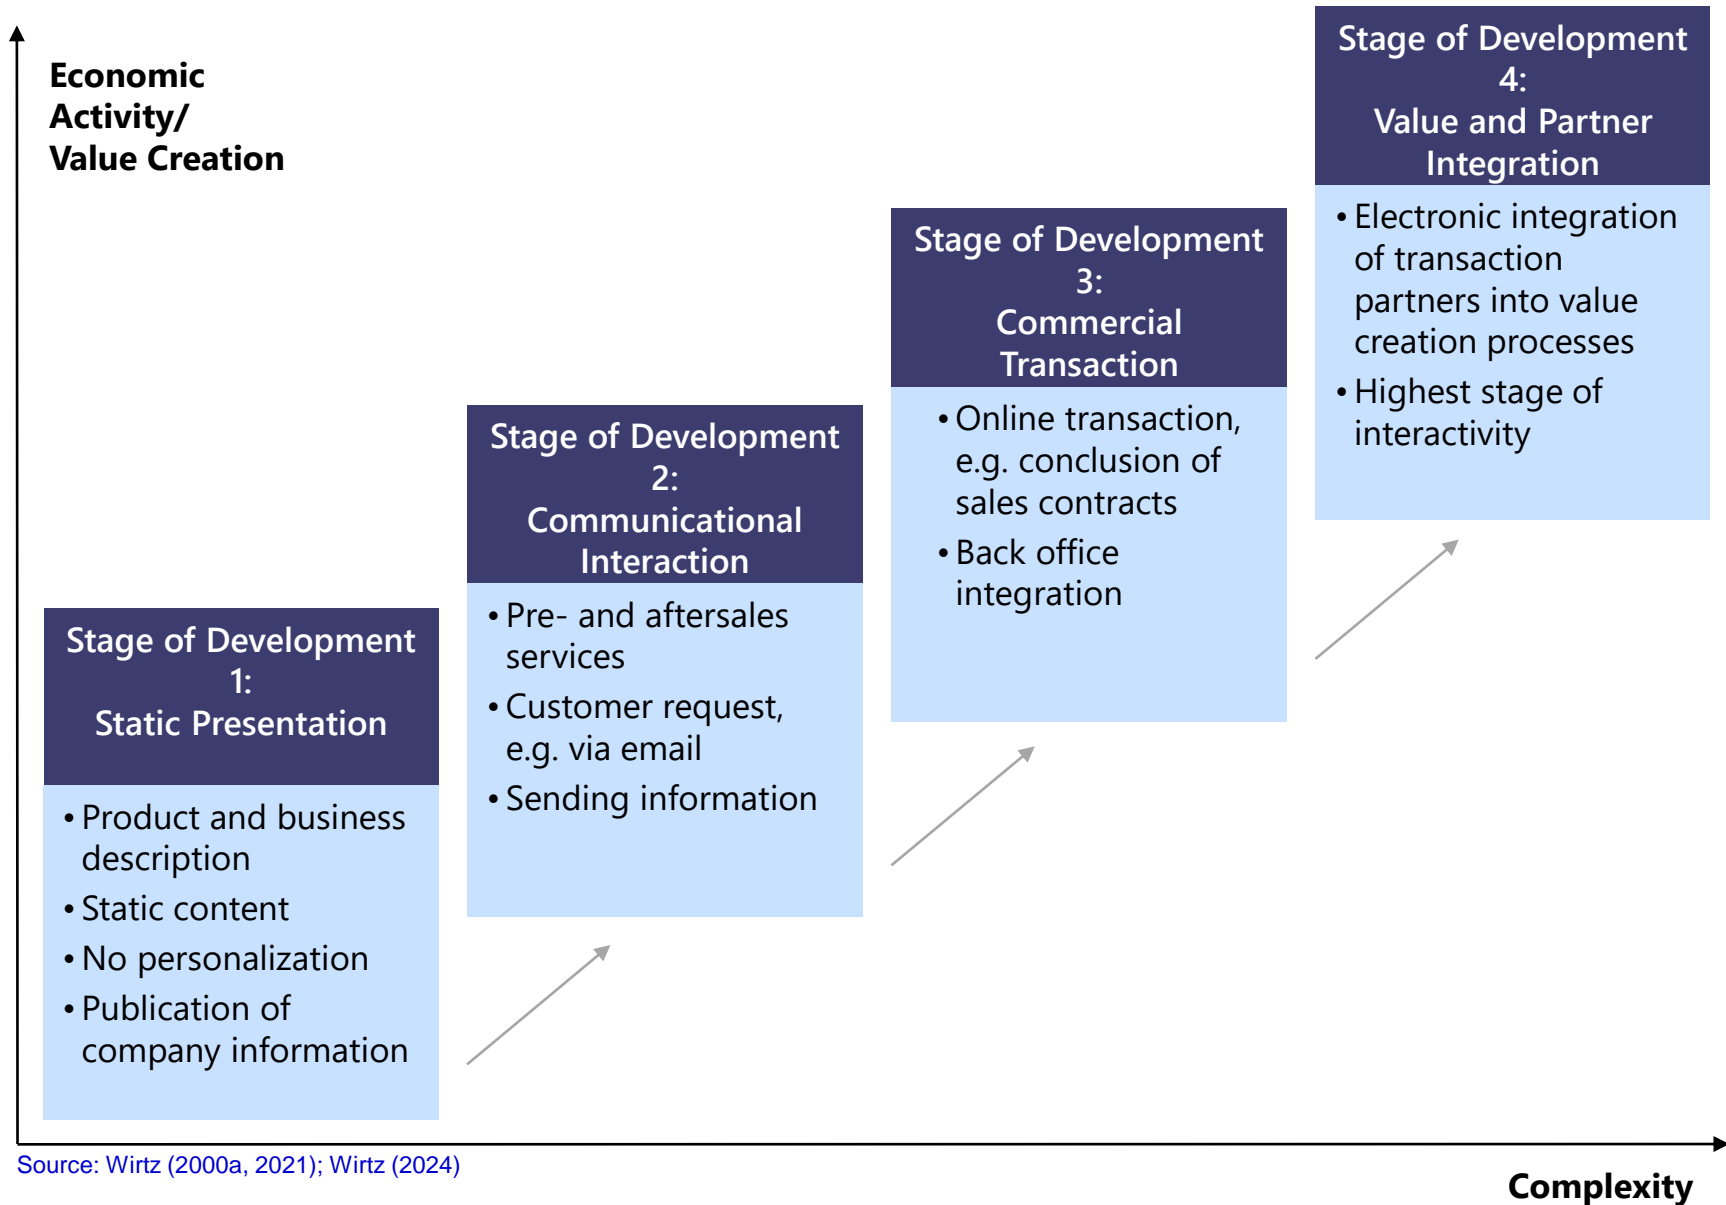 Economic
Activity/
Value Creation
Stage of Development
1:
Static Presentation
• Product and business
description
• Static content
• No personalization
• Publication of
company information
Stage of Development
2:
Communicational
Interaction
• Pre- and aftersales
services
• Customer request,
e.g. via email
• Sending information
Stage of Development
3:
Commercial
Transaction
• Online transaction,
e.g. conclusion of
sales contracts
• Back office
integration
Stage of Development
4:
Value and Partner
Integration
• Electronic integration
of transaction
partners into value
creation processes
• Highest stage of
interactivity
Source: Wirtz (2000a, 2021); Wirtz (2024)
Complexity